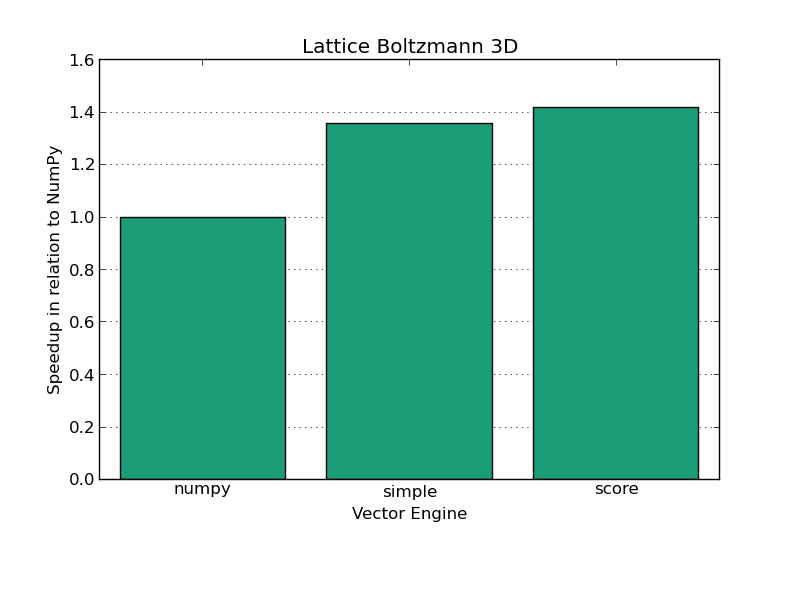 Lattice Boltzmann 3D
Speedup in relation to NumPy
1.6
1.4
1.2
1.0
0.8
0.6
0.4
0.2
0.0
numpy
simple
score
Vector Engine